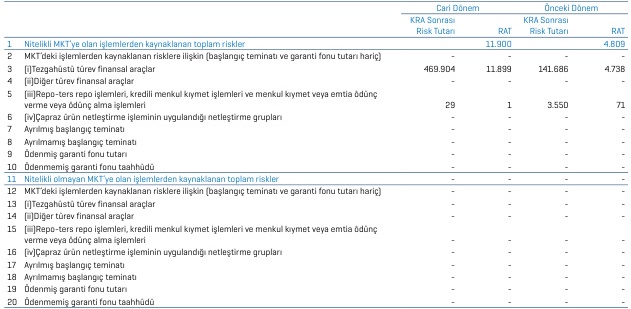 Cari Dönem Önceki Dönem
KRA Sonrası KRA Sonrası
Risk Tutarı RAT Risk Tutarı RAT
1 Nitelikli MKT'ye olan işlemlerden kaynaklanan toplam riskler 11.900 4.809
2 MKT'deki işlemlerden kaynaklanan risklere ilişkin (başlangıç teminatı ve garanti fonu tutarı hariç) - - - -
3 (i)Tezgahüstü türev finansal araçlar 469.904 11.899 141.686 4.738
4 (ii)Diğer türev finansal araçlar - - - -
5 (iii)Repo-ters repo işlemleri, kredili menkul kıymet işlemleri ve menkul kıymet veya emtia ödünç
verme veya ödünç alma işlemleri 29 1 3.550 71
6 (iv)Çapraz ürün netleştirme işleminin uygulandığı netleştirme grupları - - - -
7 Ayrılmış başlangıç teminatı - - - -
8 Ayrılmamış başlangıç teminatı - - - -
9 Ödenmiş garanti fonu tutarı - - - -
10 Ödenmemiş garanti fonu taahhüdü - - - -
11 Nitelikli olmayan MKT'ye olan işlemlerden kaynaklanan toplam riskler - - - -
12 MKT'deki işlemlerden kaynaklanan risklere ilişkin (başlangıç teminatı ve garanti fonu tutarı hariç) - - - -
13 (i)Tezgahüstü türev finansal araçlar - - - -
14 (ii)Diğer türev finansal araçlar - - - -
15 (iii)Repo-ters repo işlemleri, kredili menkul kıymet işlemleri ve menkul kıymet veya emtia ödünç
verme veya ödünç alma işlemleri - - - -
16 (iv)Çapraz ürün netleştirme işleminin uygulandığı netleştirme grupları - - - -
17 Ayrılmış başlangıç teminatı - - - -
18 Ayrılmamış başlangıç teminatı - - - -
19 Ödenmiş garanti fonu tutarı - - - -
20 Ödenmemiş garanti fonu taahhüdü - - - -